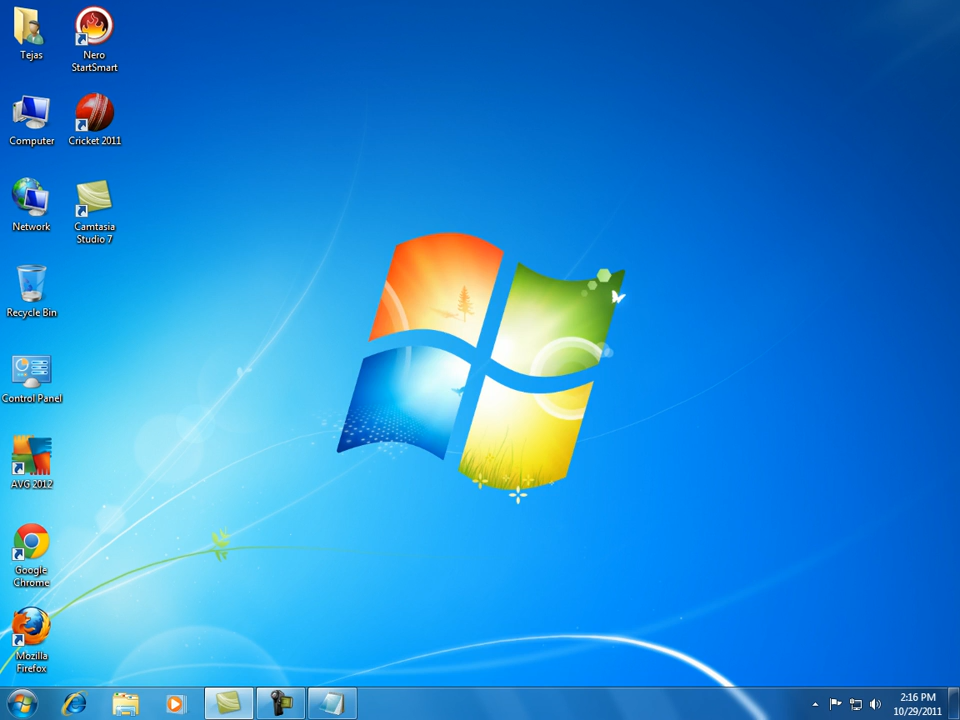 Tejas
Nero
StartSmart
Computer
Cricket 2011
Network
Camtasia
Studio 7
Recycle Bin
Control Panel
AVG 2012
Google
Chrome
Mozilla
Firefox
2:16 PM
10/29/2011